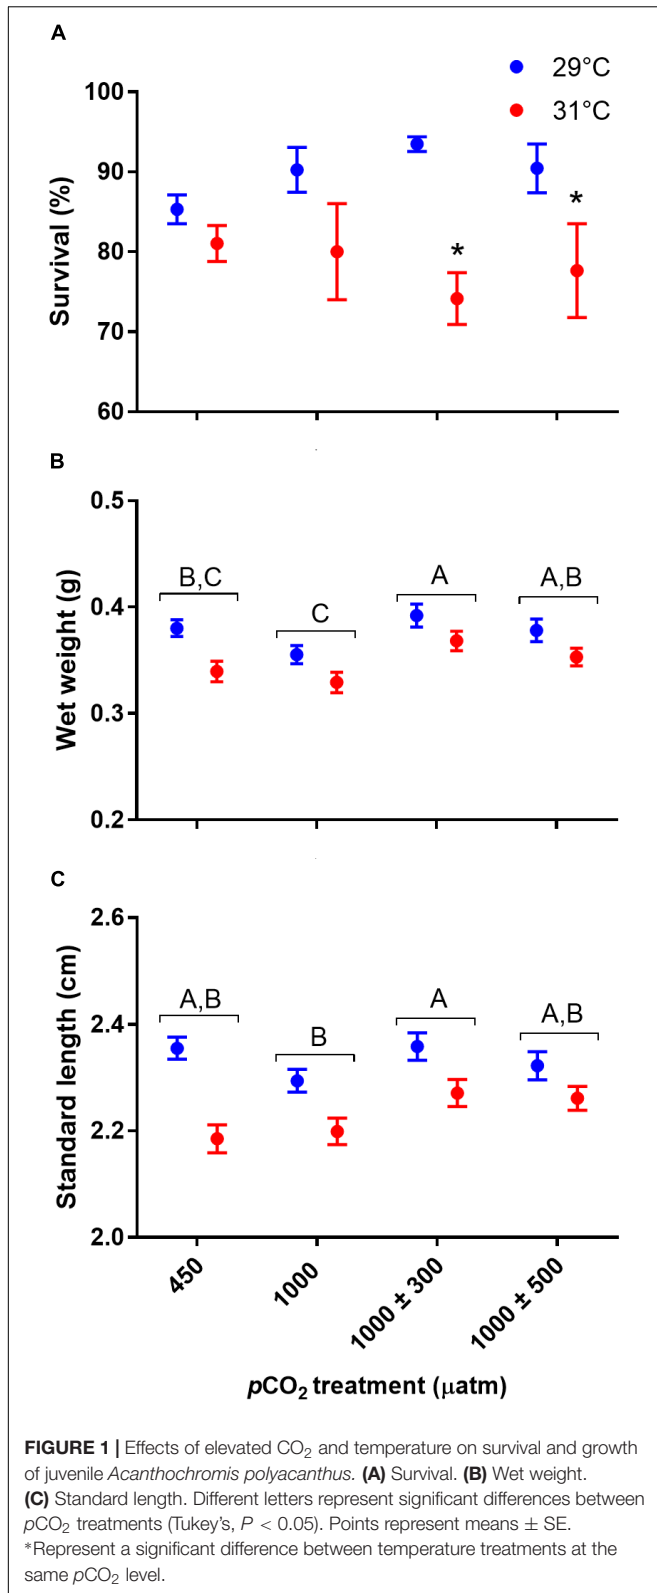 A
29°C
31°C
100
90
80
70
60
Survival (%)
*
*
B
0.5
0.4
0.3
0.2
Wet weight (g)
B,C
C
A
A,B
C
2.6
2.4
2.2
2.0
Standard length (cm)
A,B
B
A
A,B
450
1000
1000 ± 300
1000 ± 500
pCO₂ treatment (µatm)
FIGURE 1 | Effects of elevated CO₂ and temperature on survival and growth
of juvenile Acanthochromis polyacanthus. (A) Survival. (B) Wet weight.
(C) Standard length. Different letters represent significant differences between
pCO₂ treatments (Tukey's, P < 0.05). Points represent means ± SE.
*Represent a significant difference between temperature treatments at the
same pCO₂ level.